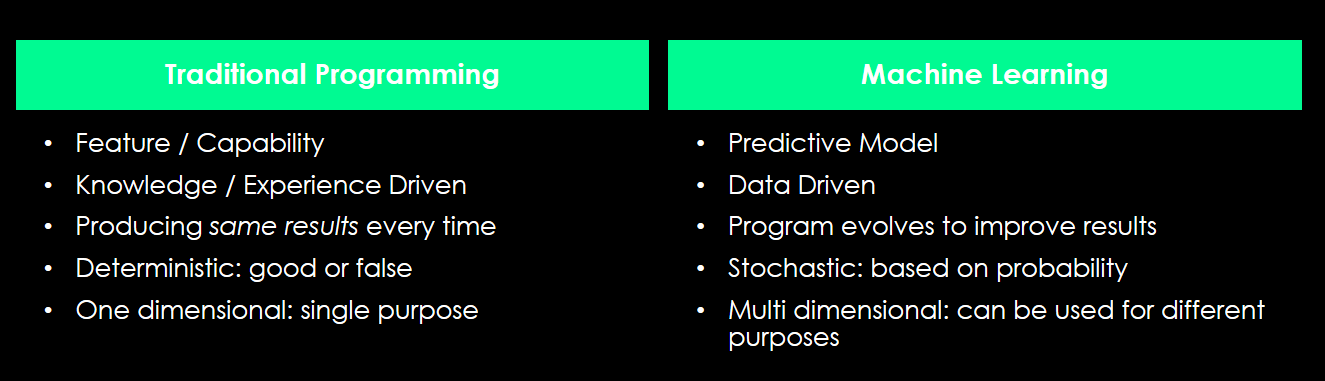 Traditional Programming
• Feature / Capability
• Knowledge / Experience Driven
• Producing same results every time
• Deterministic: good or false
• One dimensional: single purpose
Machine Learning
• Predictive Model
• Data Driven
• Program evolves to improve results
• Stochastic: based on probability
• Multi dimensional: can be used for different
purposes